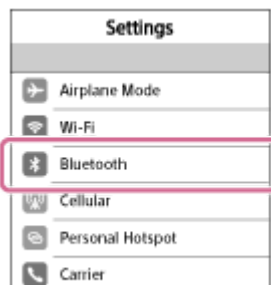 Settings
Airplane Mode
Wi-Fi
Bluetooth
Cellular
Personal Hotspot
Carrier